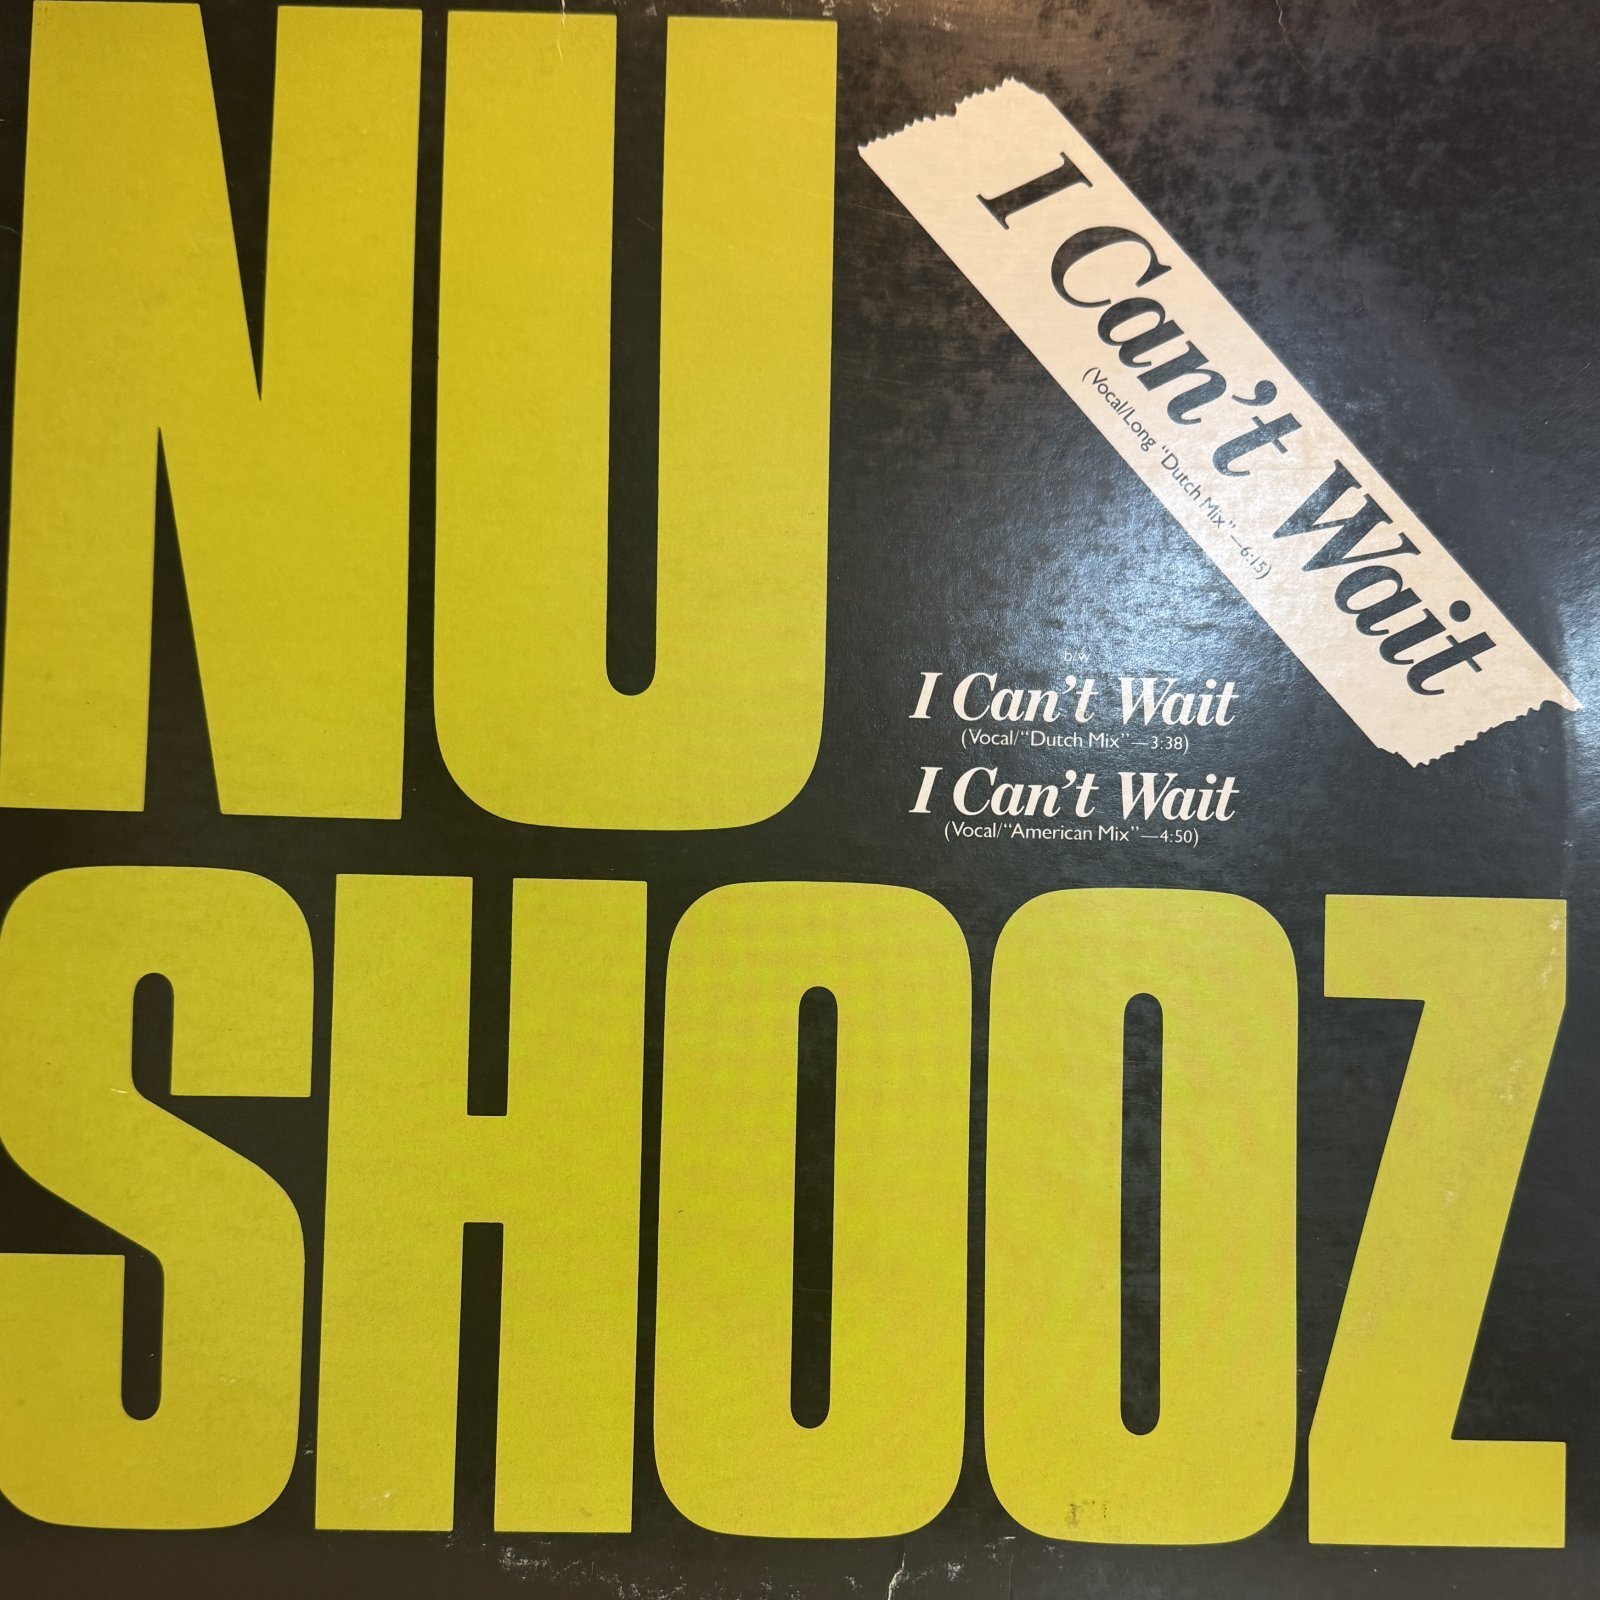 NU
SHOOZ
I Can't Wait
(Vocal/Long “Dutch Mix”—6:15)
b/w
I Can't Wait
(Vocal/“Dutch Mix”—3:38)
I Can't Wait
(Vocal/“American Mix”—4:50)